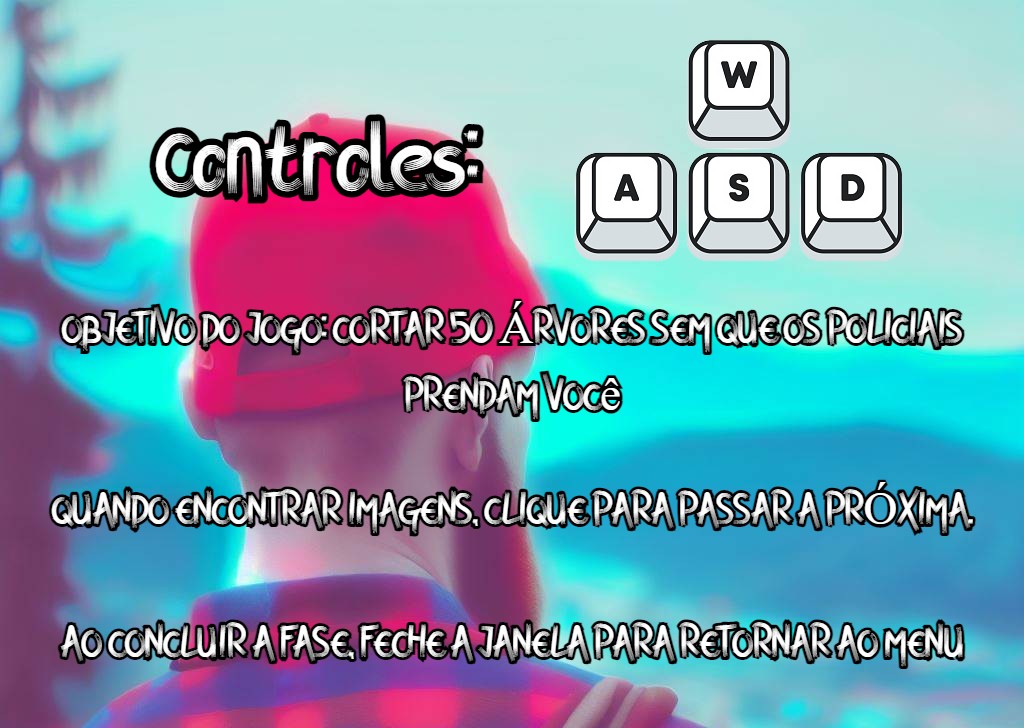 W
Controles:
A S D
OBJETIVO DO JOGO: CORTAR 50 ÁRVORES SEM QUE OS POLICIAIS
PRENDAM VOCÊ
QUANDO ENCONTRAR IMAGENS, CLIQUE PARA PASSAR A PRÓXIMA.
AO CONCLUIR A FASE, FECHE A JANELA PARA RETORNAR AO MENU